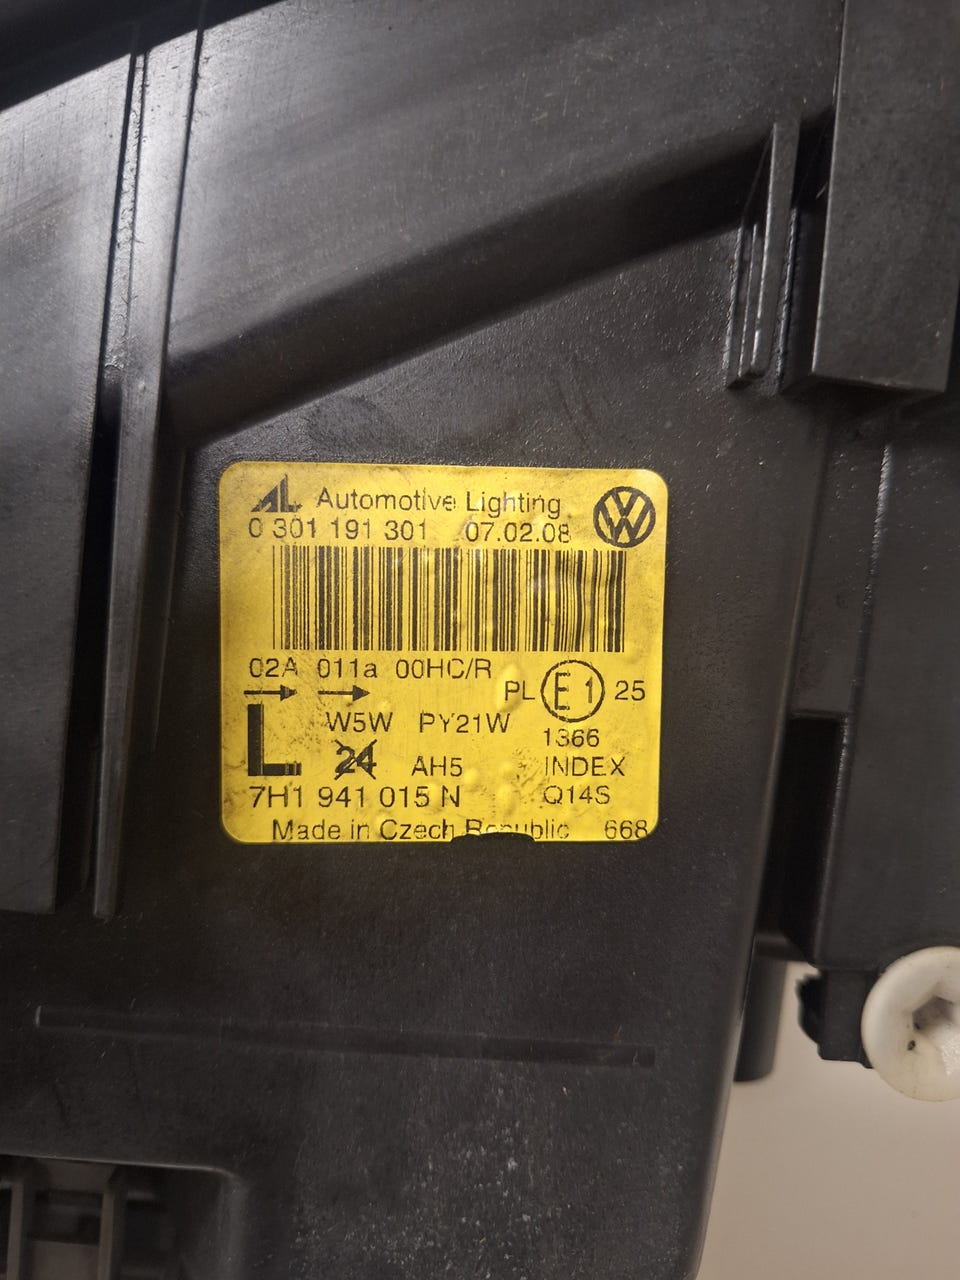 AL Automotive Lighting
0 301 191 301 07.02.08
02A 011a 00HC/R
PL E1 25
L W5W PY21W
1366
24 AH5 INDEX
7H1 941 015 N Q14S
Made in Czech Republic 668